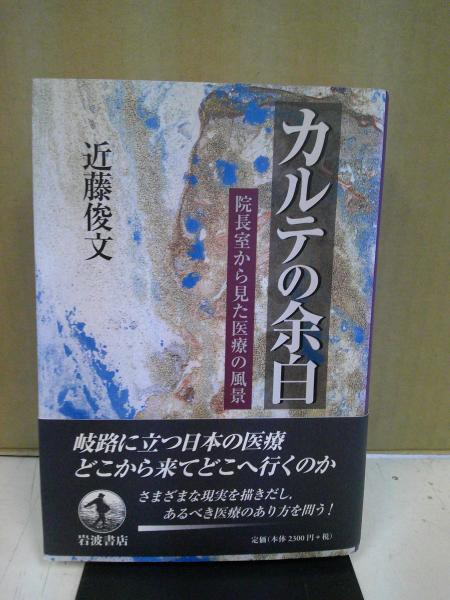 カルテの余白
院長室から見た医療の風景
近藤俊文
岐路に立つ日本の医療
どこから来てどこへ行くのか
さまざまな現実を描きだし,
あるべき医療のあり方を問う!
岩波書店
定価(本体2300円+税)